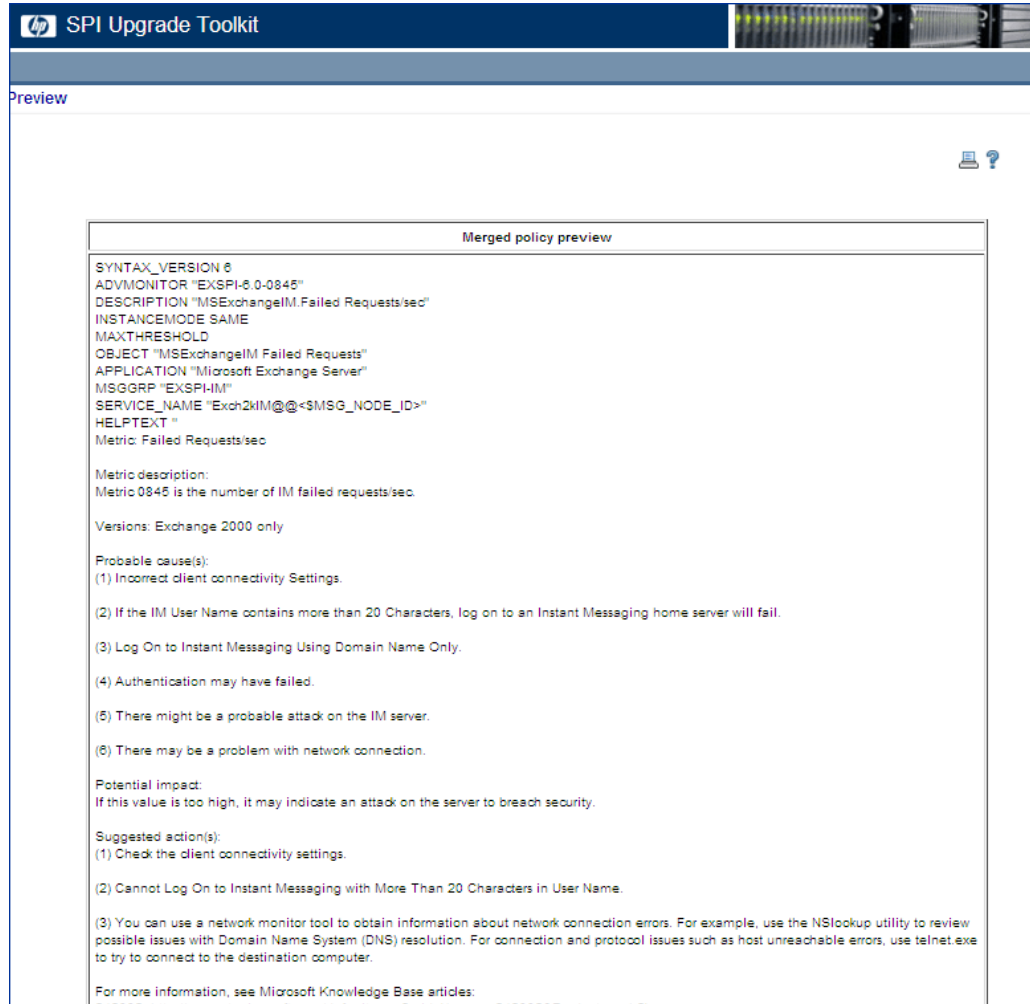 hp SPI Upgrade Toolkit
Preview
?
Merged policy preview
SYNTAX_VERSION 6
ADVMONITOR "EXSPI-6.0-0845"
DESCRIPTION "MSExchangeIM.Failed Requests/sec"
INSTANCEMODE SAME
MAXTHRESHOLD
OBJECT "MSExchangeIM Failed Requests"
APPLICATION "Microsoft Exchange Server"
MSGGRP "EXSPI-IM"
SERVICE_NAME "Exch2kIM@@<$MSG_NODE_ID>"
HELPTEXT "
Metric: Failed Requests/sec
Metric description:
Metric 0845 is the number of IM failed requests/sec.
Versions: Exchange 2000 only
Probable cause(s):
(1) Incorrect client connectivity Settings.
(2) If the IM User Name contains more than 20 Characters, log on to an Instant Messaging home server will fail.
(3) Log On to Instant Messaging Using Domain Name Only.
(4) Authentication may have failed.
(5) There might be a probable attack on the IM server.
(6) There may be a problem with network connection.
Potential impact:
If this value is too high, it may indicate an attack on the server to breach security.
Suggested action(s):
(1) Check the client connectivity settings.
(2) Cannot Log On to Instant Messaging with More Than 20 Characters in User Name.
(3) You can use a network monitor tool to obtain information about network connection errors. For example, use the NSlookup utility to review
possible issues with Domain Name System (DNS) resolution. For connection and protocol issues such as host unreachable errors, use telnet.exe
to try to connect to the destination computer.
For more information, see Microsoft Knowledge Base articles: